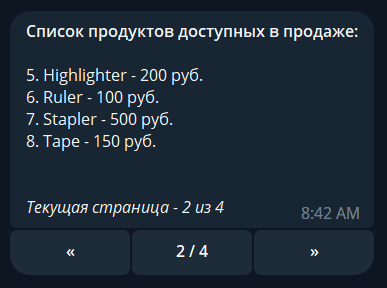 Список продуктов доступных в продаже:
5. Highlighter - 200 руб.
6. Ruler - 100 руб.
7. Stapler - 500 руб.
8. Tape - 150 руб.
Текущая страница - 2 из 4
8:42 AM
« 2 / 4 »